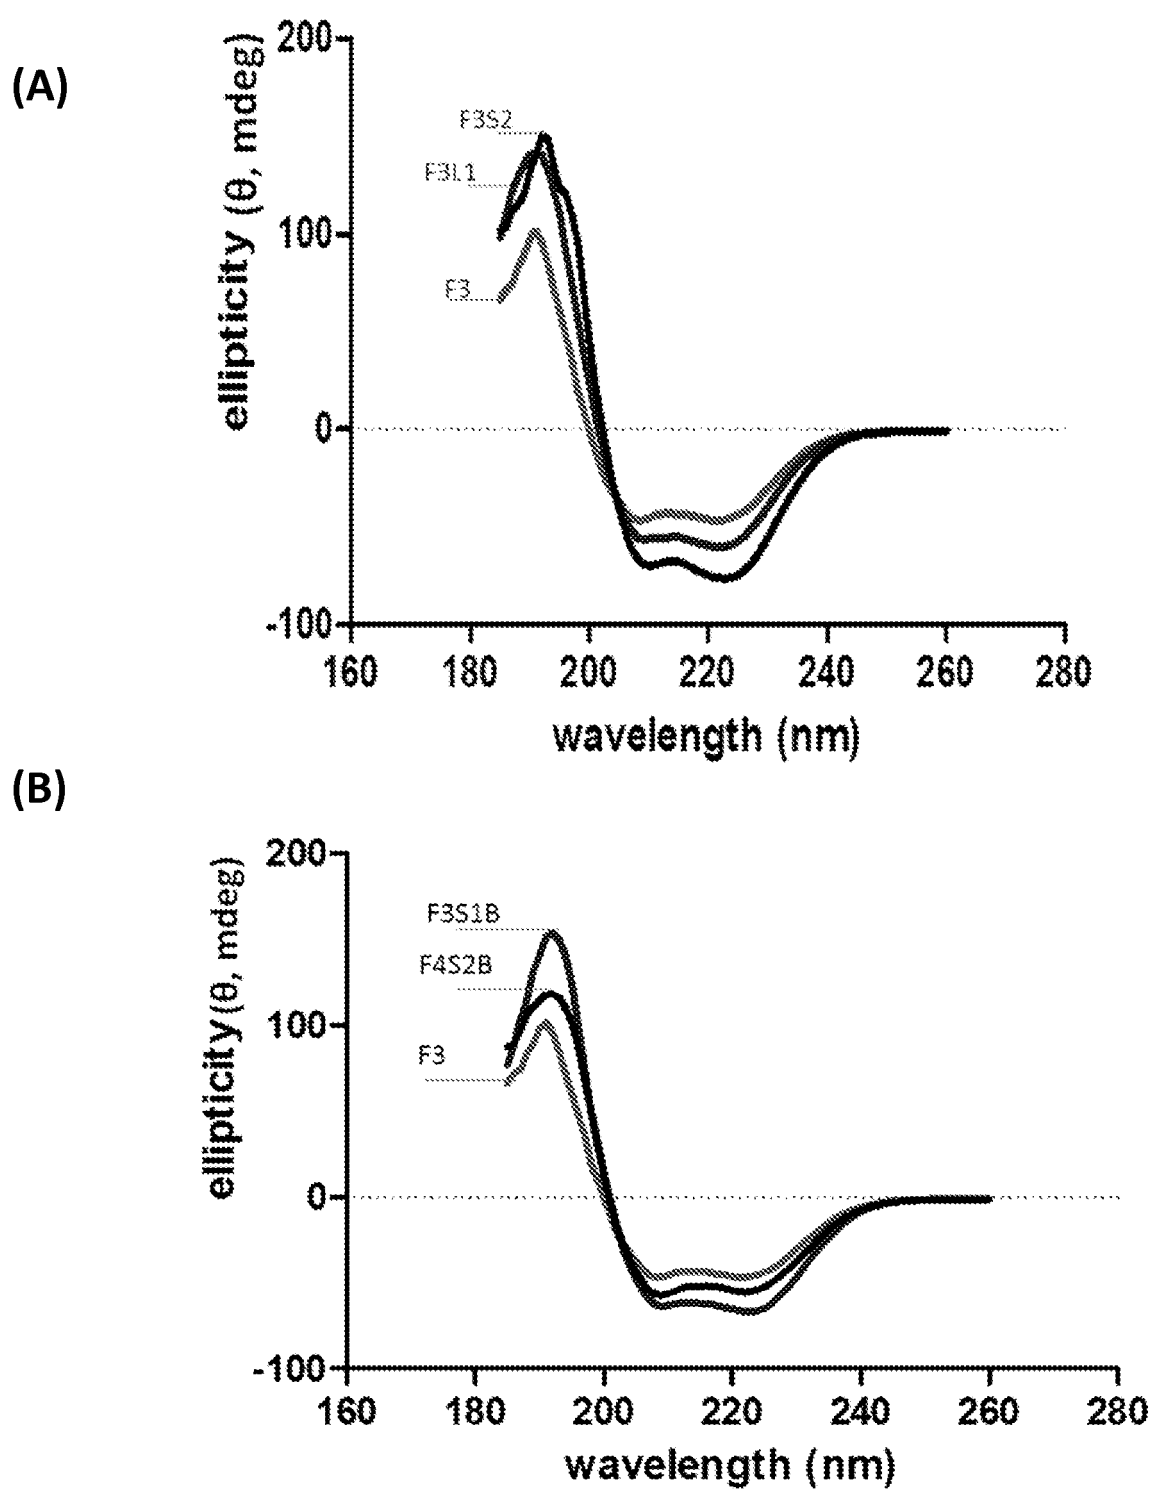 (A)
ellipticity (θ, mdeg)
200
100
0
-100
F3S2
F3L1
F3
160 180 200 220 240 260 280
wavelength (nm)
(B)
ellipticity (θ, mdeg)
200
100
0
-100
F3S1B
F4S2B
F3
160 180 200 220 240 260 280
wavelength (nm)